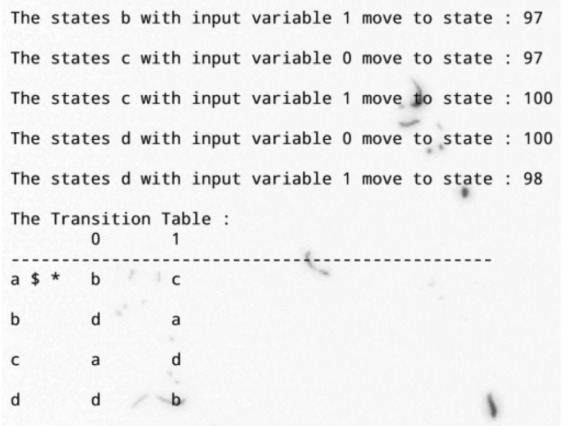 The states b with input variable 1 move to state : 97
The states c with input variable 0 move to state : 97
The states c with input variable 1 move to state : 100
The states d with input variable 0 move to state : 100
The states d with input variable 1 move to state : 98
The Transition Table :
0 1
------------------------------------------------
a $ * b c
b d a
c a d
d d b